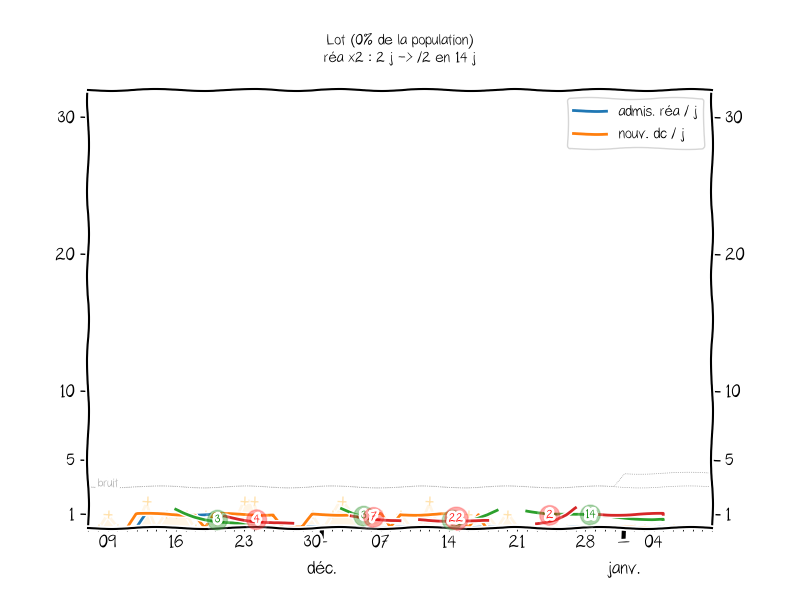 Lot (0% de la population)
réa x2 : 2 j -> /2 en 14 j
admis. réa / j
nouv. dc / j
30 30
20 20
10 10
5 5
bruit
1 1
3 4 3 7 22 2 14
09 16 23 30 07 14 21 28 04
déc. janv.